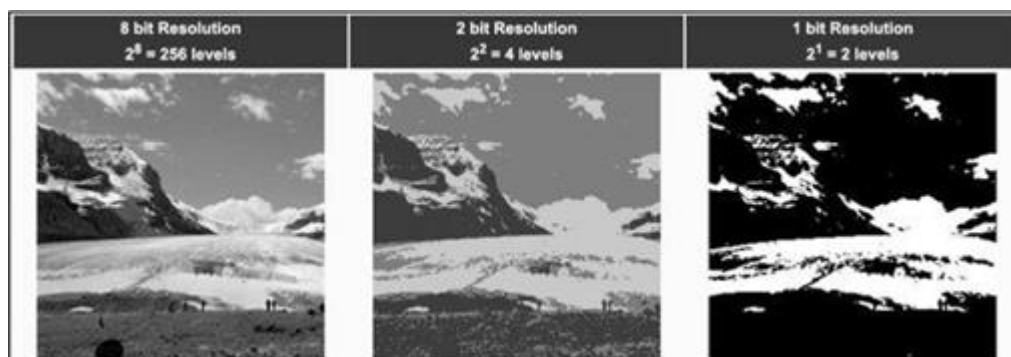 8 bit Resolution
2⁸ = 256 levels
2 bit Resolution
2² = 4 levels
1 bit Resolution
2¹ = 2 levels